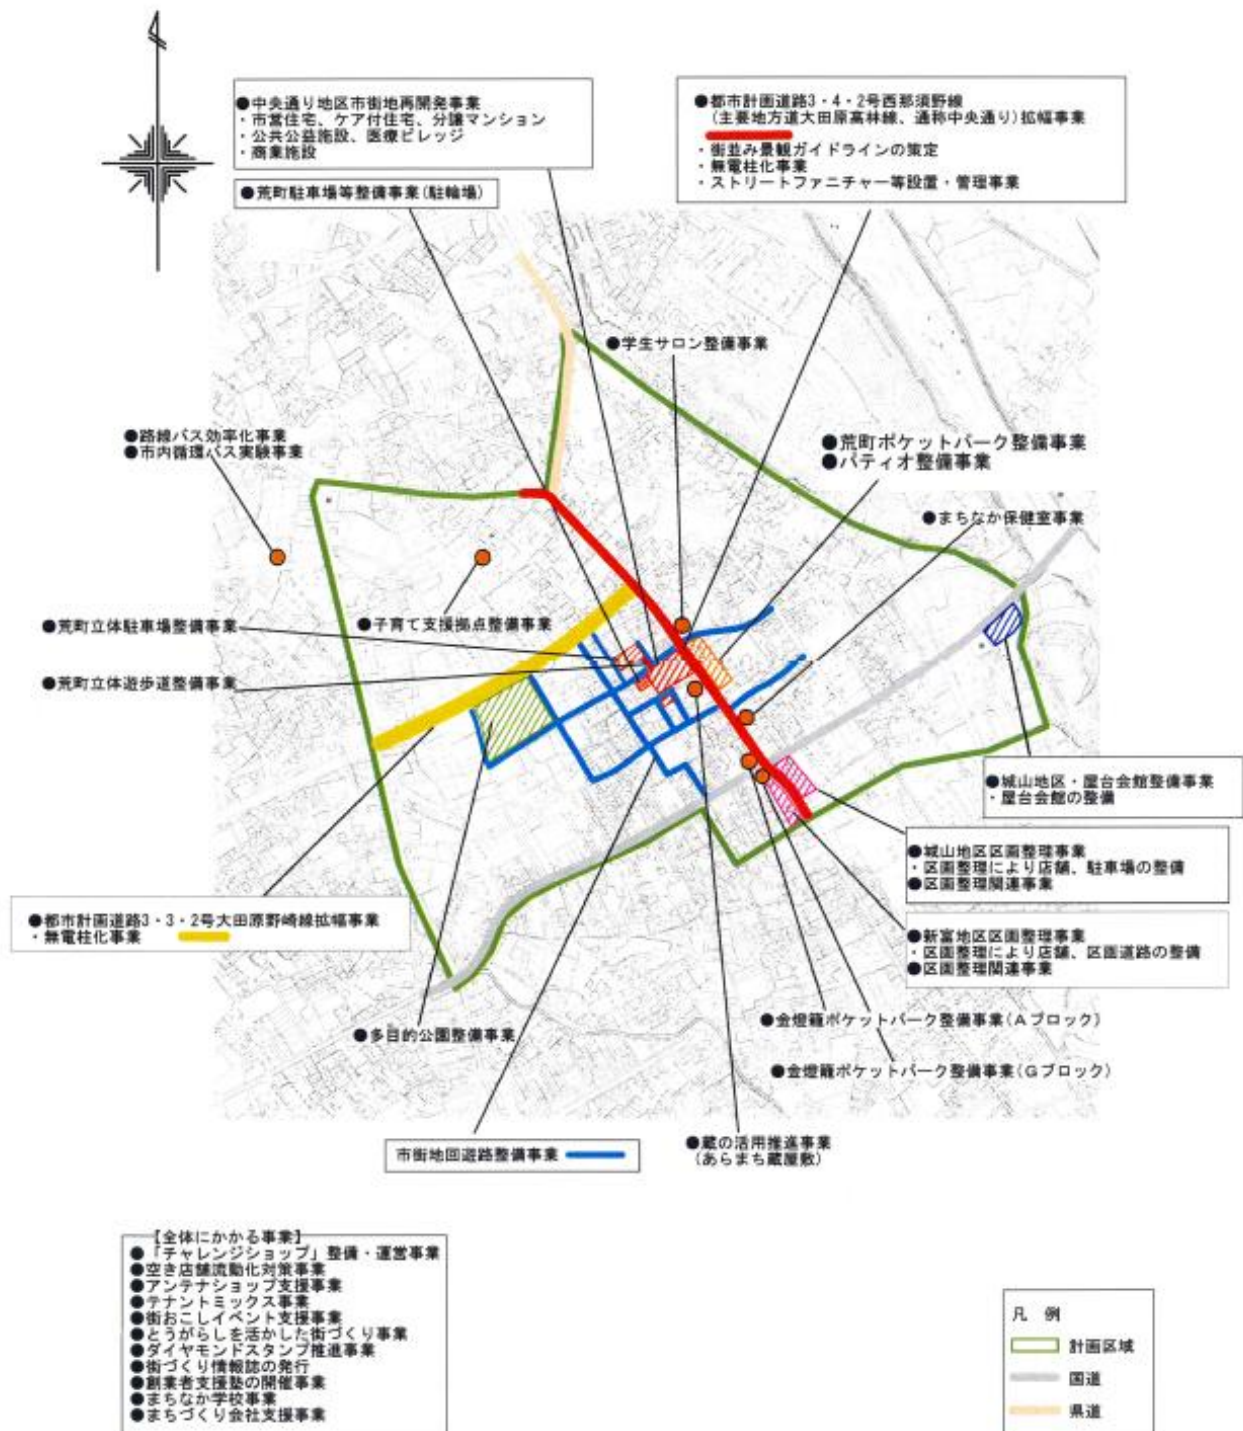 ●中央通り地区市街地再開発事業
・市営住宅、ケア付住宅、分譲マンション
・公共公益施設、医療ビレッジ
・商業施設
●荒町駐車場等整備事業(駐輪場)
●都市計画道路3・4・2号西那須野線
(主要地方道大田原高林線、通称中央通り)拡幅事業
・街並み景観ガイドラインの策定
・無電柱化事業
・ストリートファニチャー等設置・管理事業
●学生サロン整備事業
●路線バス効率化事業
●市内循環バス実験事業
●荒町ポケットパーク整備事業
●パティオ整備事業
●まちなか保健室事業
●荒町立体駐車場整備事業
●子育て支援拠点整備事業
●荒町立体遊歩道整備事業
●城山地区・屋台会館整備事業
・屋台会館の整備
●城山地区区画整理事業
・区画整理により店舗、駐車場の整備
●区画整理関連事業
●都市計画道路3・3・2号大田原野崎線拡幅事業
・無電柱化事業
●新富地区区画整理事業
・区画整理により店舗、区画道路の整備
●区画整理関連事業
●多目的公園整備事業
●金燈籠ポケットパーク整備事業(Aブロック)
●金燈籠ポケットパーク整備事業(Gブロック)
市街地回遊路整備事業
●蔵の活用推進事業
(あらまち蔵屋敷)
【全体にかかる事業】
●「チャレンジショップ」整備・運営事業
●空き店舗流動化対策事業
●アンテナショップ支援事業
●テナントミックス事業
●街おこしイベント支援事業
●とうがらしを活かした街づくり事業
●ダイヤモンドスタンプ推進事業
●街づくり情報誌の発行
●創業者支援塾の開催事業
●まちなか学校事業
●まちづくり会社支援事業
凡 例
計画区域
国道
県道